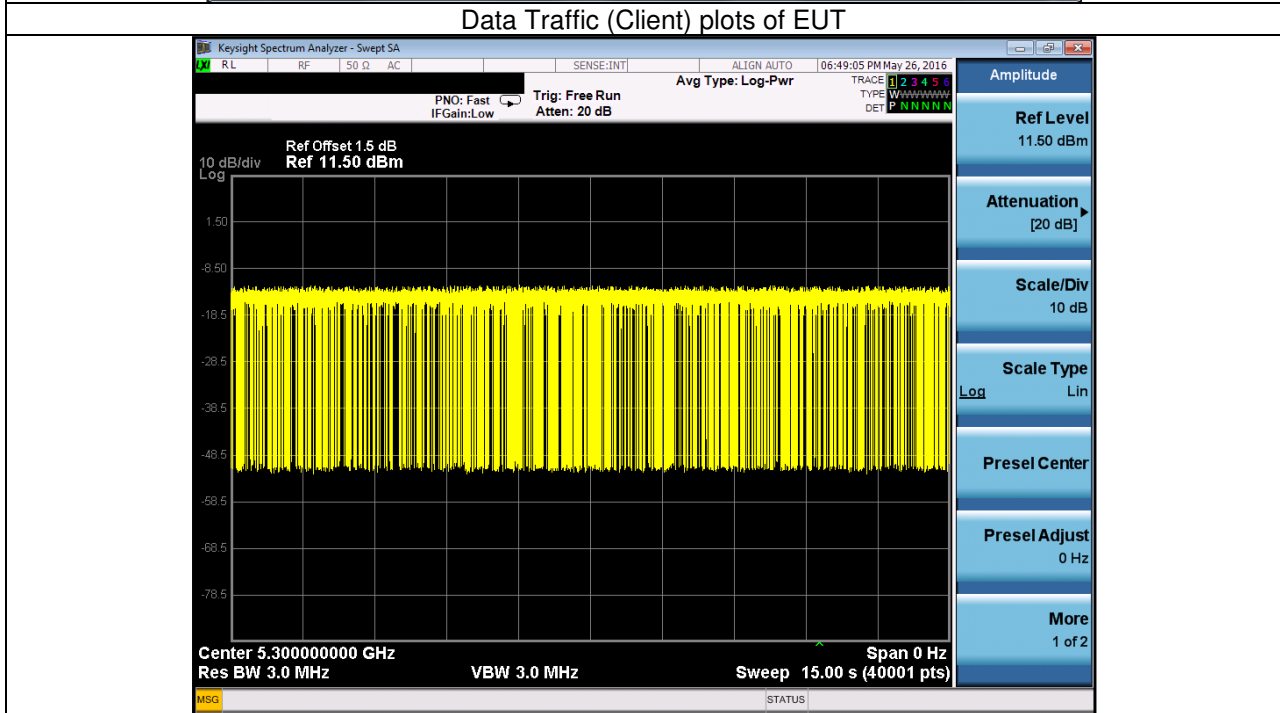 Data Traffic (Client) plots of EUT
Keysight Spectrum Analyzer - Swept SA
LXI RL RF 50 Ω AC SENSE:INT ALIGN AUTO 06:49:05 PM May 26, 2016
Avg Type: Log-Pwr
TRACE 1 2 3 4 5 6
TYPE WWWWWWW
DET P NNNNN
PNO: Fast
IFGain:Low
Trig: Free Run
Atten: 20 dB
Ref Offset 1.5 dB
10 dB/div Ref 11.50 dBm
Log
1.50
-8.50
-18.5
-28.5
-38.5
-48.5
-58.5
-68.5
-78.5
Center 5.300000000 GHz Span 0 Hz
Res BW 3.0 MHz VBW 3.0 MHz Sweep 15.00 s (40001 pts)
MSG STATUS
Amplitude
Ref Level
11.50 dBm
Attenuation
[20 dB]
Scale/Div
10 dB
Scale Type
Log Lin
Presel Center
Presel Adjust
0 Hz
More
1 of 2